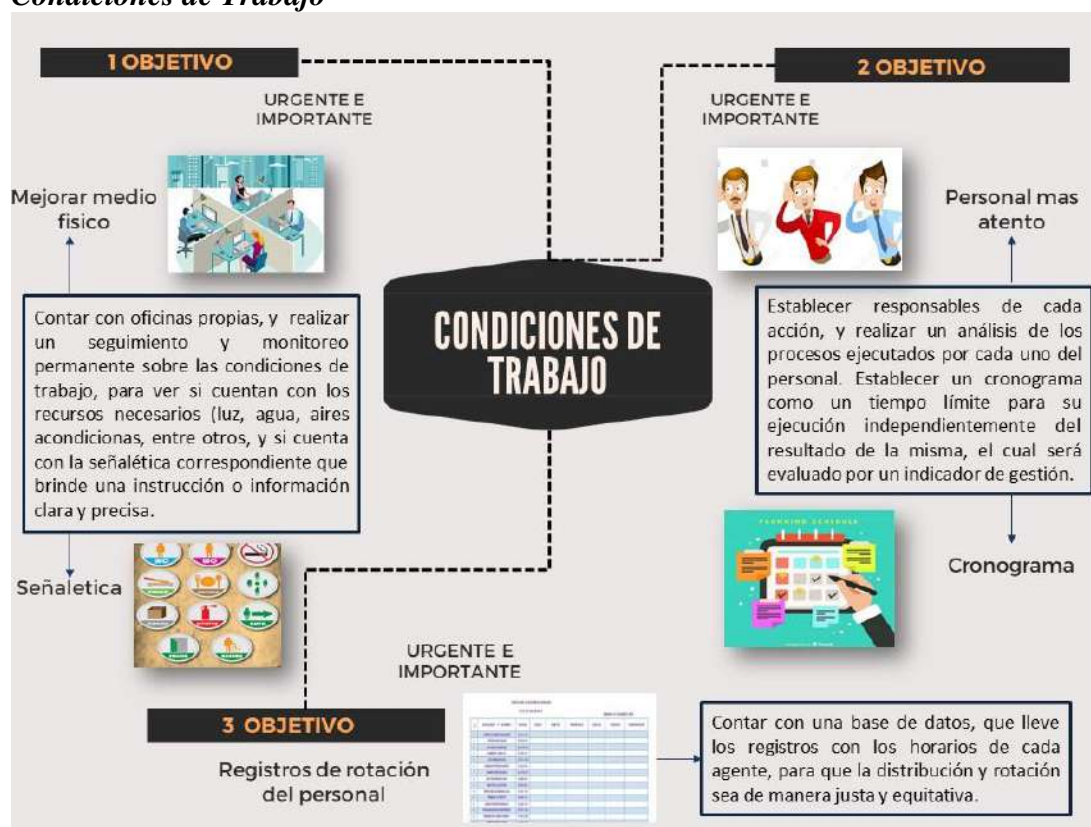 Condiciones de Trabajo
1 OBJETIVO
URGENTE E
IMPORTANTE
Mejorar medio
fisico
Contar con oficinas propias, y realizar
un seguimiento y monitoreo
permanente sobre las condiciones de
trabajo, para ver si cuentan con los
recursos necesarios (luz, agua, aires
acondicionas, entre otros, y si cuenta
con la señalética correspondiente que
brinde una instrucción o información
clara y precisa.
Señaletica
2 OBJETIVO
URGENTE E
IMPORTANTE
Personal mas
atento
Establecer responsables de cada
acción, y realizar un análisis de los
procesos ejecutados por cada uno del
personal. Establecer un cronograma
como un tiempo límite para su
ejecución independientemente del
resultado de la misma, el cual será
evaluado por un indicador de gestión.
PLANNING SCHEDULE
Cronograma
CONDICIONES DE
TRABAJO
URGENTE E
IMPORTANTE
3 OBJETIVO
Registros de rotación
del personal
Contar con una base de datos, que lleve
los registros con los horarios de cada
agente, para que la distribución y rotación
sea de manera justa y equitativa.